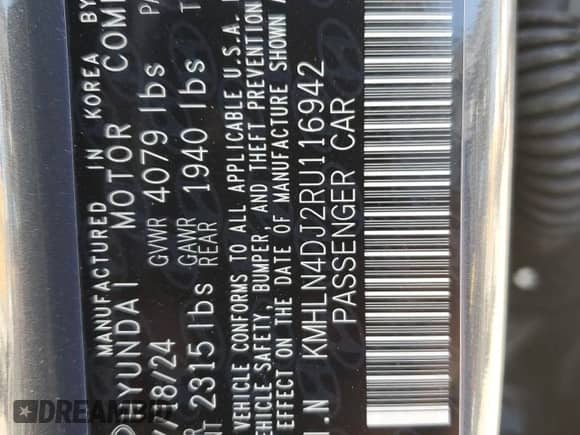 MANUFACTURED IN KOREA BY
HYUNDAI MOTOR COMP
7/18/24 GVWR 4079 lbs
GAWR
2315 lbs REAR 1940 lbs
VEHICLE CONFORMS TO ALL APPLICABLE U.S.A.
VEHICLE SAFETY, BUMPER, AND THEFT PREVENTION
EFFECT ON THE DATE OF MANUFACTURE SHOWN
KMHLN4DJ2RU116942
PASSENGER CAR
1.N
DREAMBID